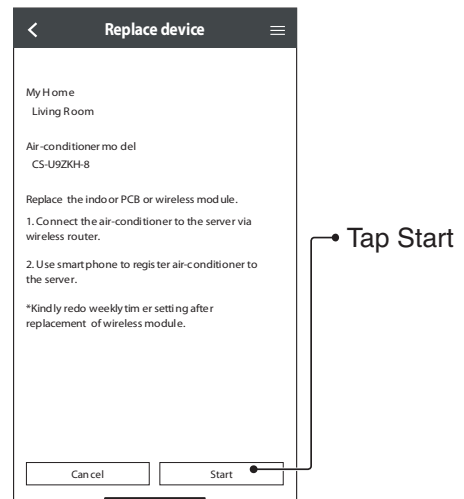 Replace device
My Home
Living Room
Air-conditioner model
CS-U9ZKH-8
Replace the indoor PCB or wireless module.
1. Connect the air-conditioner to the server via
wireless router.
2. Use smartphone to register air-conditioner to
the server.
*Kindly redo weekly timer setting after
replacement of wireless module.
Tap Start
Cancel
Start